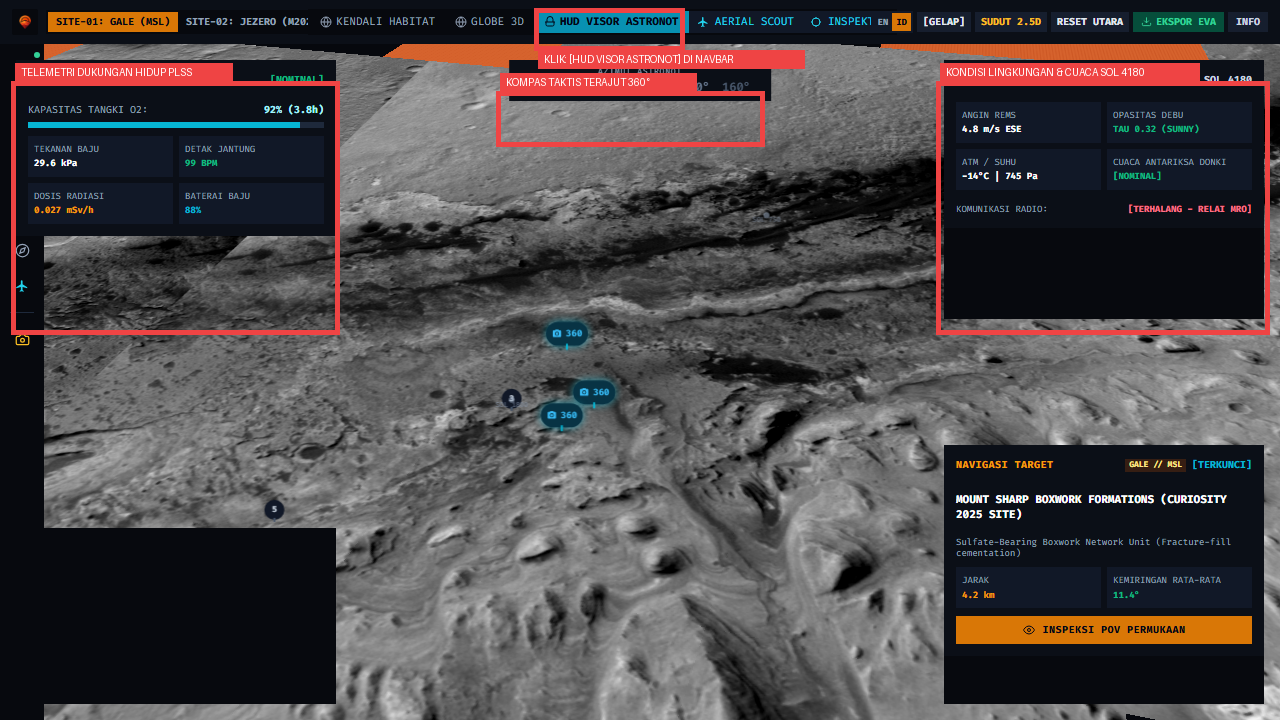 SITE-01: GALE (MSL)
SITE-02: JEZERO (M20
KENDALI HABITAT
GLOBE 3D
HUD VISOR ASTRONOT
AERIAL SCOUT
INSPEKT
EN
ID
[GELAP]
SUDUT 2.5D
RESET UTARA
EKSPOR EVA
INFO
KLIK [HUD VISOR ASTRONOT] DI NAVBAR
TELEMETRI DUKUNGAN HIDUP PLSS
[NOMINAL]
KAPASITAS TANGKI O2:
92% (3.8h)
TEKANAN BAJU
29.6 kPa
DETAK JANTUNG
99 BPM
DOSIS RADIASI
0.027 mSv/h
BATERAI BAJU
88%
KOMPAS TAKTIS TERAJUT 360°
160°
KONDISI LINGKUNGAN & CUACA SOL 4180
SOL 4180
ANGIN REMS
4.8 m/s ESE
OPASITAS DEBU
TAU 0.32 (SUNNY)
ATM / SUHU
-14°C | 745 Pa
CUACA ANTARIKSA DONKI
[NOMINAL]
KOMUNIKASI RADIO:
[TERHALANG - RELAI MRO]
360
360
3
360
5
NAVIGASI TARGET
GALE // MSL
[TERKUNCI]
MOUNT SHARP BOXWORK FORMATIONS (CURIOSITY
2025 SITE)
Sulfate-Bearing Boxwork Network Unit (Fracture-fill
cementation)
JARAK
4.2 km
KEMIRINGAN RATA-RATA
11.4°
INSPEKSI POV PERMUKAAN